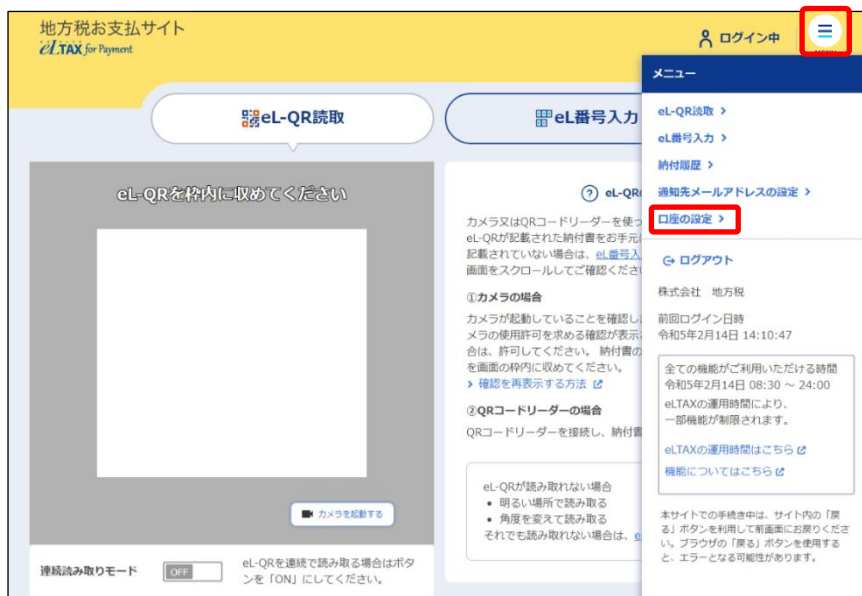 地方税お支払サイト
eLTAX for Payment
ログイン中
eL-QR読取
eL番号入力
eL-QRを枠内に収めてください
カメラを起動する
連続読み取りモード
OFF
eL-QRを連続で読み取る場合はボタ
ンを「ON」にしてください。
eL-QR
カメラ又はQRコードリーダーを使っ
eL-QRが記載された納付書をお手元
記載されていない場合は、eL番号入
画面をスクロールしてご確認くださ
①カメラの場合
カメラが起動していることを確認し
メラの使用許可を求める確認が表示
合は、許可してください。 納付書の
を画面の枠内に収めてください。
確認を再表示する方法
②QRコードリーダーの場合
QRコードリーダーを接続し、納付書
eL-QRが読み取れない場合
• 明るい場所で読み取る
• 角度を変えて読み取る
それでも読み取れない場合は、e
メニュー
eL-QR読取
eL番号入力
納付履歴
通知先メールアドレスの設定
口座の設定
ログアウト
株式会社 地方税
前回ログイン日時
令和5年2月14日 14:10:47
全ての機能がご利用いただける時間
令和5年2月14日 08:30 ～ 24:00
eLTAXの運用時間により、
一部機能が制限されます。
eLTAXの運用時間はこちら
機能についてはこちら
本サイトでの手続き中は、サイト内の「戻
る」ボタンを利用して前画面にお戻りくださ
い。ブラウザの「戻る」ボタンを使用する
と、エラーとなる可能性があります。